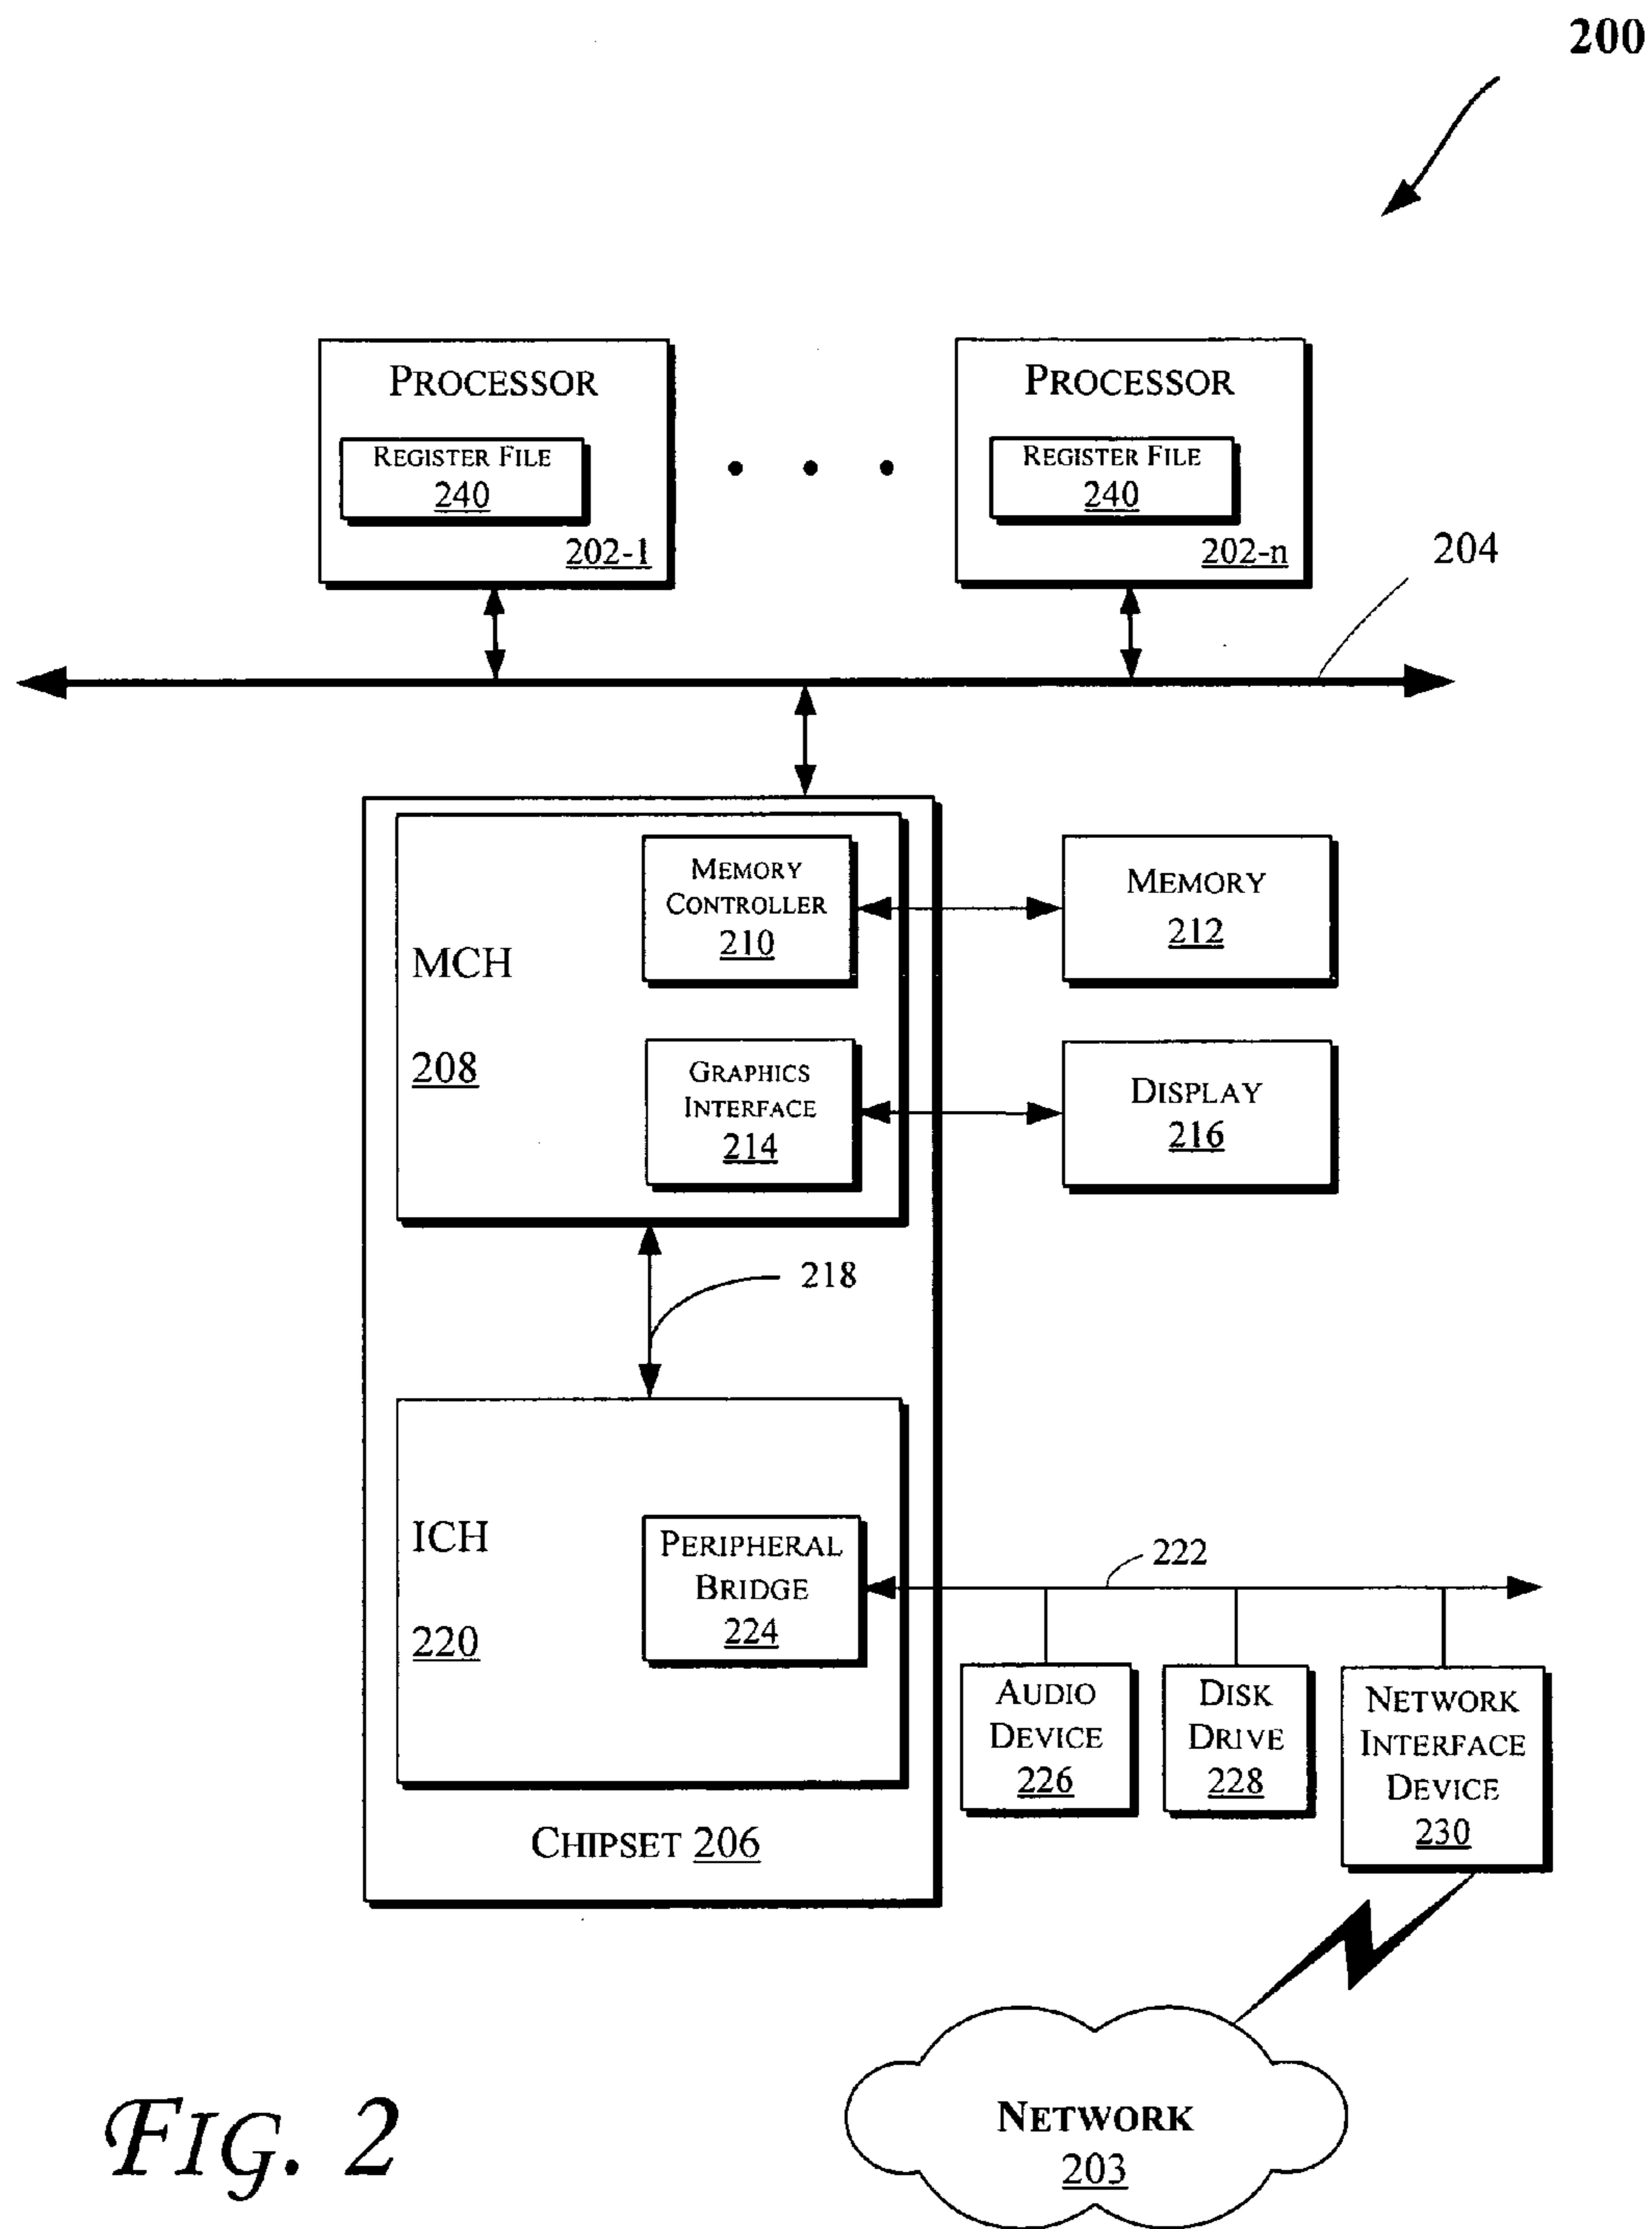 200
PROCESSOR
REGISTER FILE
240
202-1
PROCESSOR
REGISTER FILE
240
202-n
204
MEMORY
CONTROLLER
210
MEMORY
212
MCH
208
GRAPHICS
INTERFACE
214
DISPLAY
216
218
ICH
220
PERIPHERAL
BRIDGE
224
222
AUDIO
DEVICE
226
DISK
DRIVE
228
NETWORK
INTERFACE
DEVICE
230
CHIPSET 206
NETWORK
203
FIG. 2